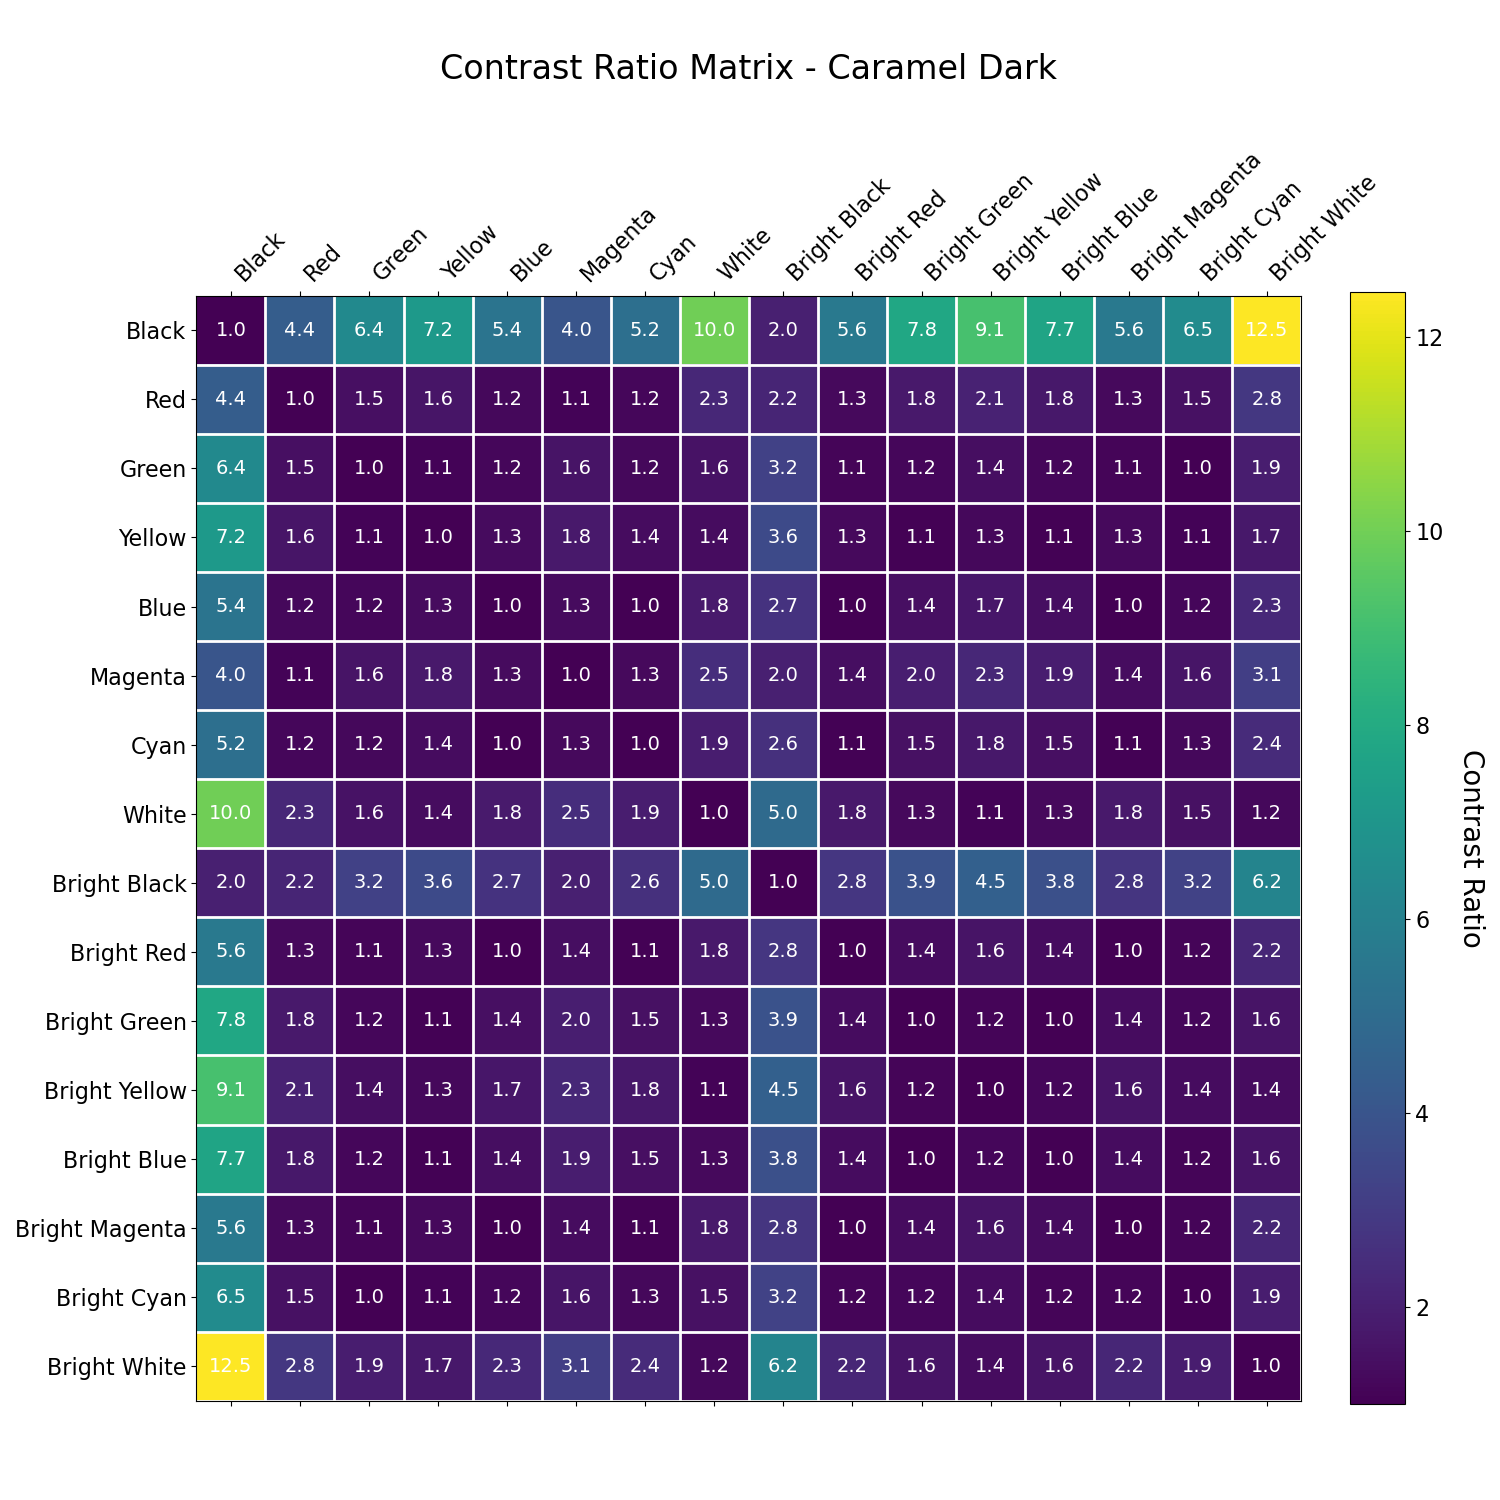 Contrast Ratio Matrix - Caramel Dark
Black Red Green Yellow Blue Magenta Cyan White Bright Black Bright Red Bright Green Bright Yellow Bright Blue Bright Magenta Bright Cyan Bright White
Black 1.0 4.4 6.4 7.2 5.4 4.0 5.2 10.0 2.0 5.6 7.8 9.1 7.7 5.6 6.5 12.5
Red 4.4 1.0 1.5 1.6 1.2 1.1 1.2 2.3 2.2 1.3 1.8 2.1 1.8 1.3 1.5 2.8
Green 6.4 1.5 1.0 1.1 1.2 1.6 1.2 1.6 3.2 1.1 1.2 1.4 1.2 1.1 1.0 1.9
Yellow 7.2 1.6 1.1 1.0 1.3 1.8 1.4 1.4 3.6 1.3 1.1 1.3 1.1 1.3 1.1 1.7
Blue 5.4 1.2 1.2 1.3 1.0 1.3 1.0 1.8 2.7 1.0 1.4 1.7 1.4 1.0 1.2 2.3
Magenta 4.0 1.1 1.6 1.8 1.3 1.0 1.3 2.5 2.0 1.4 2.0 2.3 1.9 1.4 1.6 3.1
Cyan 5.2 1.2 1.2 1.4 1.0 1.3 1.0 1.9 2.6 1.1 1.5 1.8 1.5 1.1 1.3 2.4
White 10.0 2.3 1.6 1.4 1.8 2.5 1.9 1.0 5.0 1.8 1.3 1.1 1.3 1.8 1.5 1.2
Bright Black 2.0 2.2 3.2 3.6 2.7 2.0 2.6 5.0 1.0 2.8 3.9 4.5 3.8 2.8 3.2 6.2
Bright Red 5.6 1.3 1.1 1.3 1.0 1.4 1.1 1.8 2.8 1.0 1.4 1.6 1.4 1.0 1.2 2.2
Bright Green 7.8 1.8 1.2 1.1 1.4 2.0 1.5 1.3 3.9 1.4 1.0 1.2 1.0 1.4 1.2 1.6
Bright Yellow 9.1 2.1 1.4 1.3 1.7 2.3 1.8 1.1 4.5 1.6 1.2 1.0 1.2 1.6 1.4 1.4
Bright Blue 7.7 1.8 1.2 1.1 1.4 1.9 1.5 1.3 3.8 1.4 1.0 1.2 1.0 1.4 1.2 1.6
Bright Magenta 5.6 1.3 1.1 1.3 1.0 1.4 1.1 1.8 2.8 1.0 1.4 1.6 1.4 1.0 1.2 2.2
Bright Cyan 6.5 1.5 1.0 1.1 1.2 1.6 1.3 1.5 3.2 1.2 1.2 1.4 1.2 1.2 1.0 1.9
Bright White 12.5 2.8 1.9 1.7 2.3 3.1 2.4 1.2 6.2 2.2 1.6 1.4 1.6 2.2 1.9 1.0
12
10
8
6
4
2
Contrast Ratio